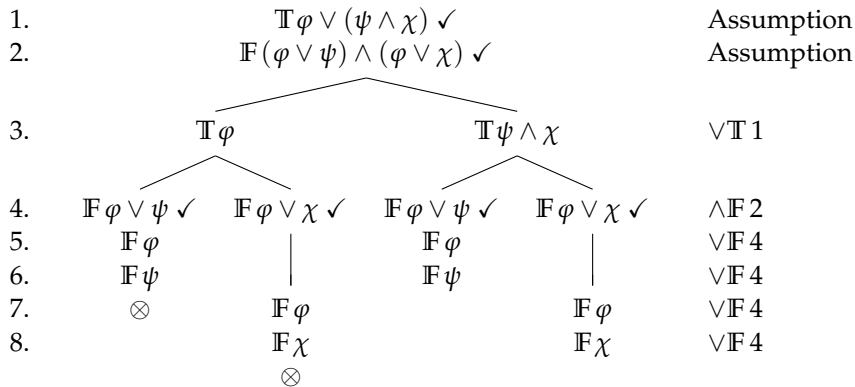 1. 𝕋φ ∨ (ψ ∧ χ) ✓ Assumption
2. 𝔽(φ ∨ ψ) ∧ (φ ∨ χ) ✓ Assumption
3. 𝕋φ 𝕋ψ ∧ χ ∨𝕋 1
4. 𝔽φ ∨ ψ ✓ 𝔽φ ∨ χ ✓ 𝔽φ ∨ ψ ✓ 𝔽φ ∨ χ ✓ ∧𝔽 2
5. 𝔽φ 𝔽φ ∨𝔽 4
6. 𝔽ψ 𝔽ψ ∨𝔽 4
7. ⊗ 𝔽φ 𝔽φ ∨𝔽 4
8. 𝔽χ 𝔽χ ∨𝔽 4
⊗